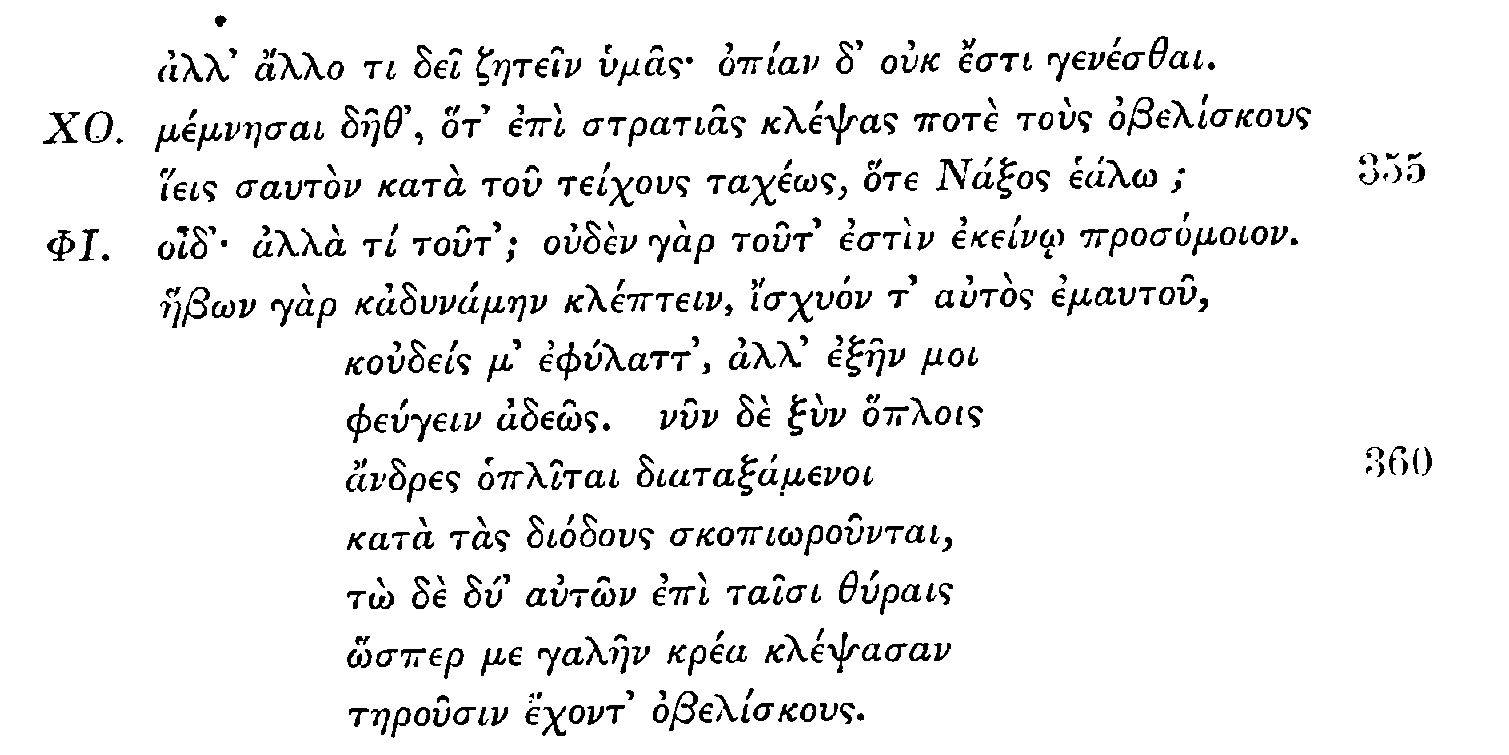 ἀλλ’ ἄλλο τι δεῖ ζητεῖν ὑμᾶς· ὀπίαν δ’ οὐκ ἔστι γενέσθαι.
ΧΟ. μέμνησαι δῆθ’, ὅτ’ ἐπὶ στρατιᾶς κλέψας ποτὲ τοὺς ὀβελίσκους
ἵεις σαυτὸν κατὰ τοῦ τείχους ταχέως, ὅτε Νάξος ἑάλω ; 355
ΦΙ. οἶδ’· ἀλλὰ τί τοῦτ’; οὐδὲν γὰρ τοῦτ’ ἐστὶν ἐκείνῳ προσόμοιον.
ἥβων γὰρ κἀδυνάμην κλέπτειν, ἴσχυόν τ’ αὐτὸς ἐμαυτοῦ,
κοὐδείς μ’ ἐφύλαττ’, ἀλλ’ ἐξῆν μοι
φεύγειν ἀδεῶς. νῦν δὲ ξὺν ὅπλοις
ἄνδρες ὁπλῖται διαταξάμενοι 360
κατὰ τὰς διόδους σκοπιωροῦνται,
τὼ δὲ δύ’ αὐτῶν ἐπὶ ταῖσι θύραις
ὥσπερ με γαλῆν κρέα κλέψασαν
τηροῦσιν ἔχοντ’ ὀβελίσκους.